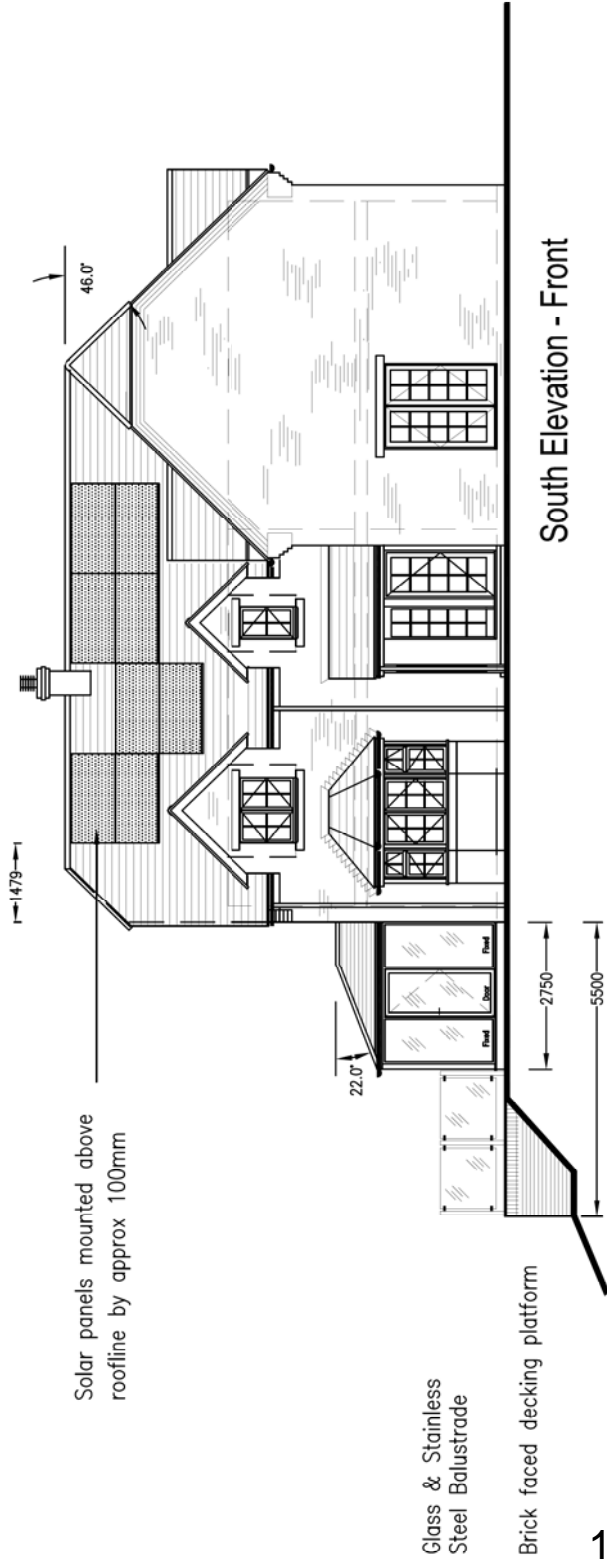 46.0°
1479
Solar panels mounted above
roofline by approx 100mm
22.0°
Glass & Stainless
Steel Balustrade
Fixed
Door
Fixed
2750
5500
Brick faced decking platform
South Elevation - Front
1